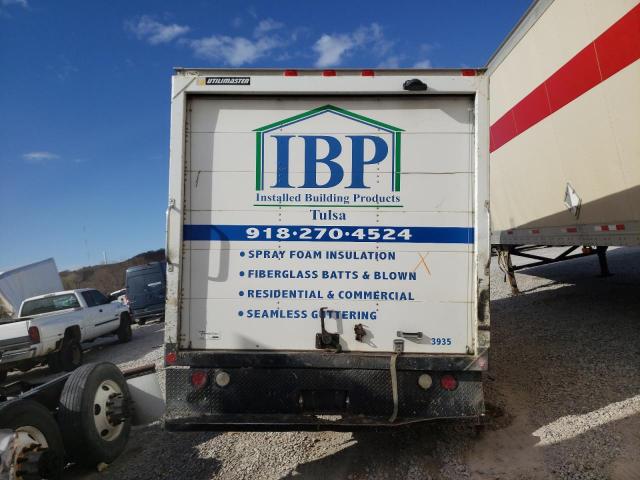 UTILIMASTER
IBP
Installed Building Products
Tulsa
918·270·4524
• SPRAY FOAM INSULATION
• FIBERGLASS BATTS & BLOWN
• RESIDENTIAL & COMMERCIAL
• SEAMLESS GUTTERING
3935